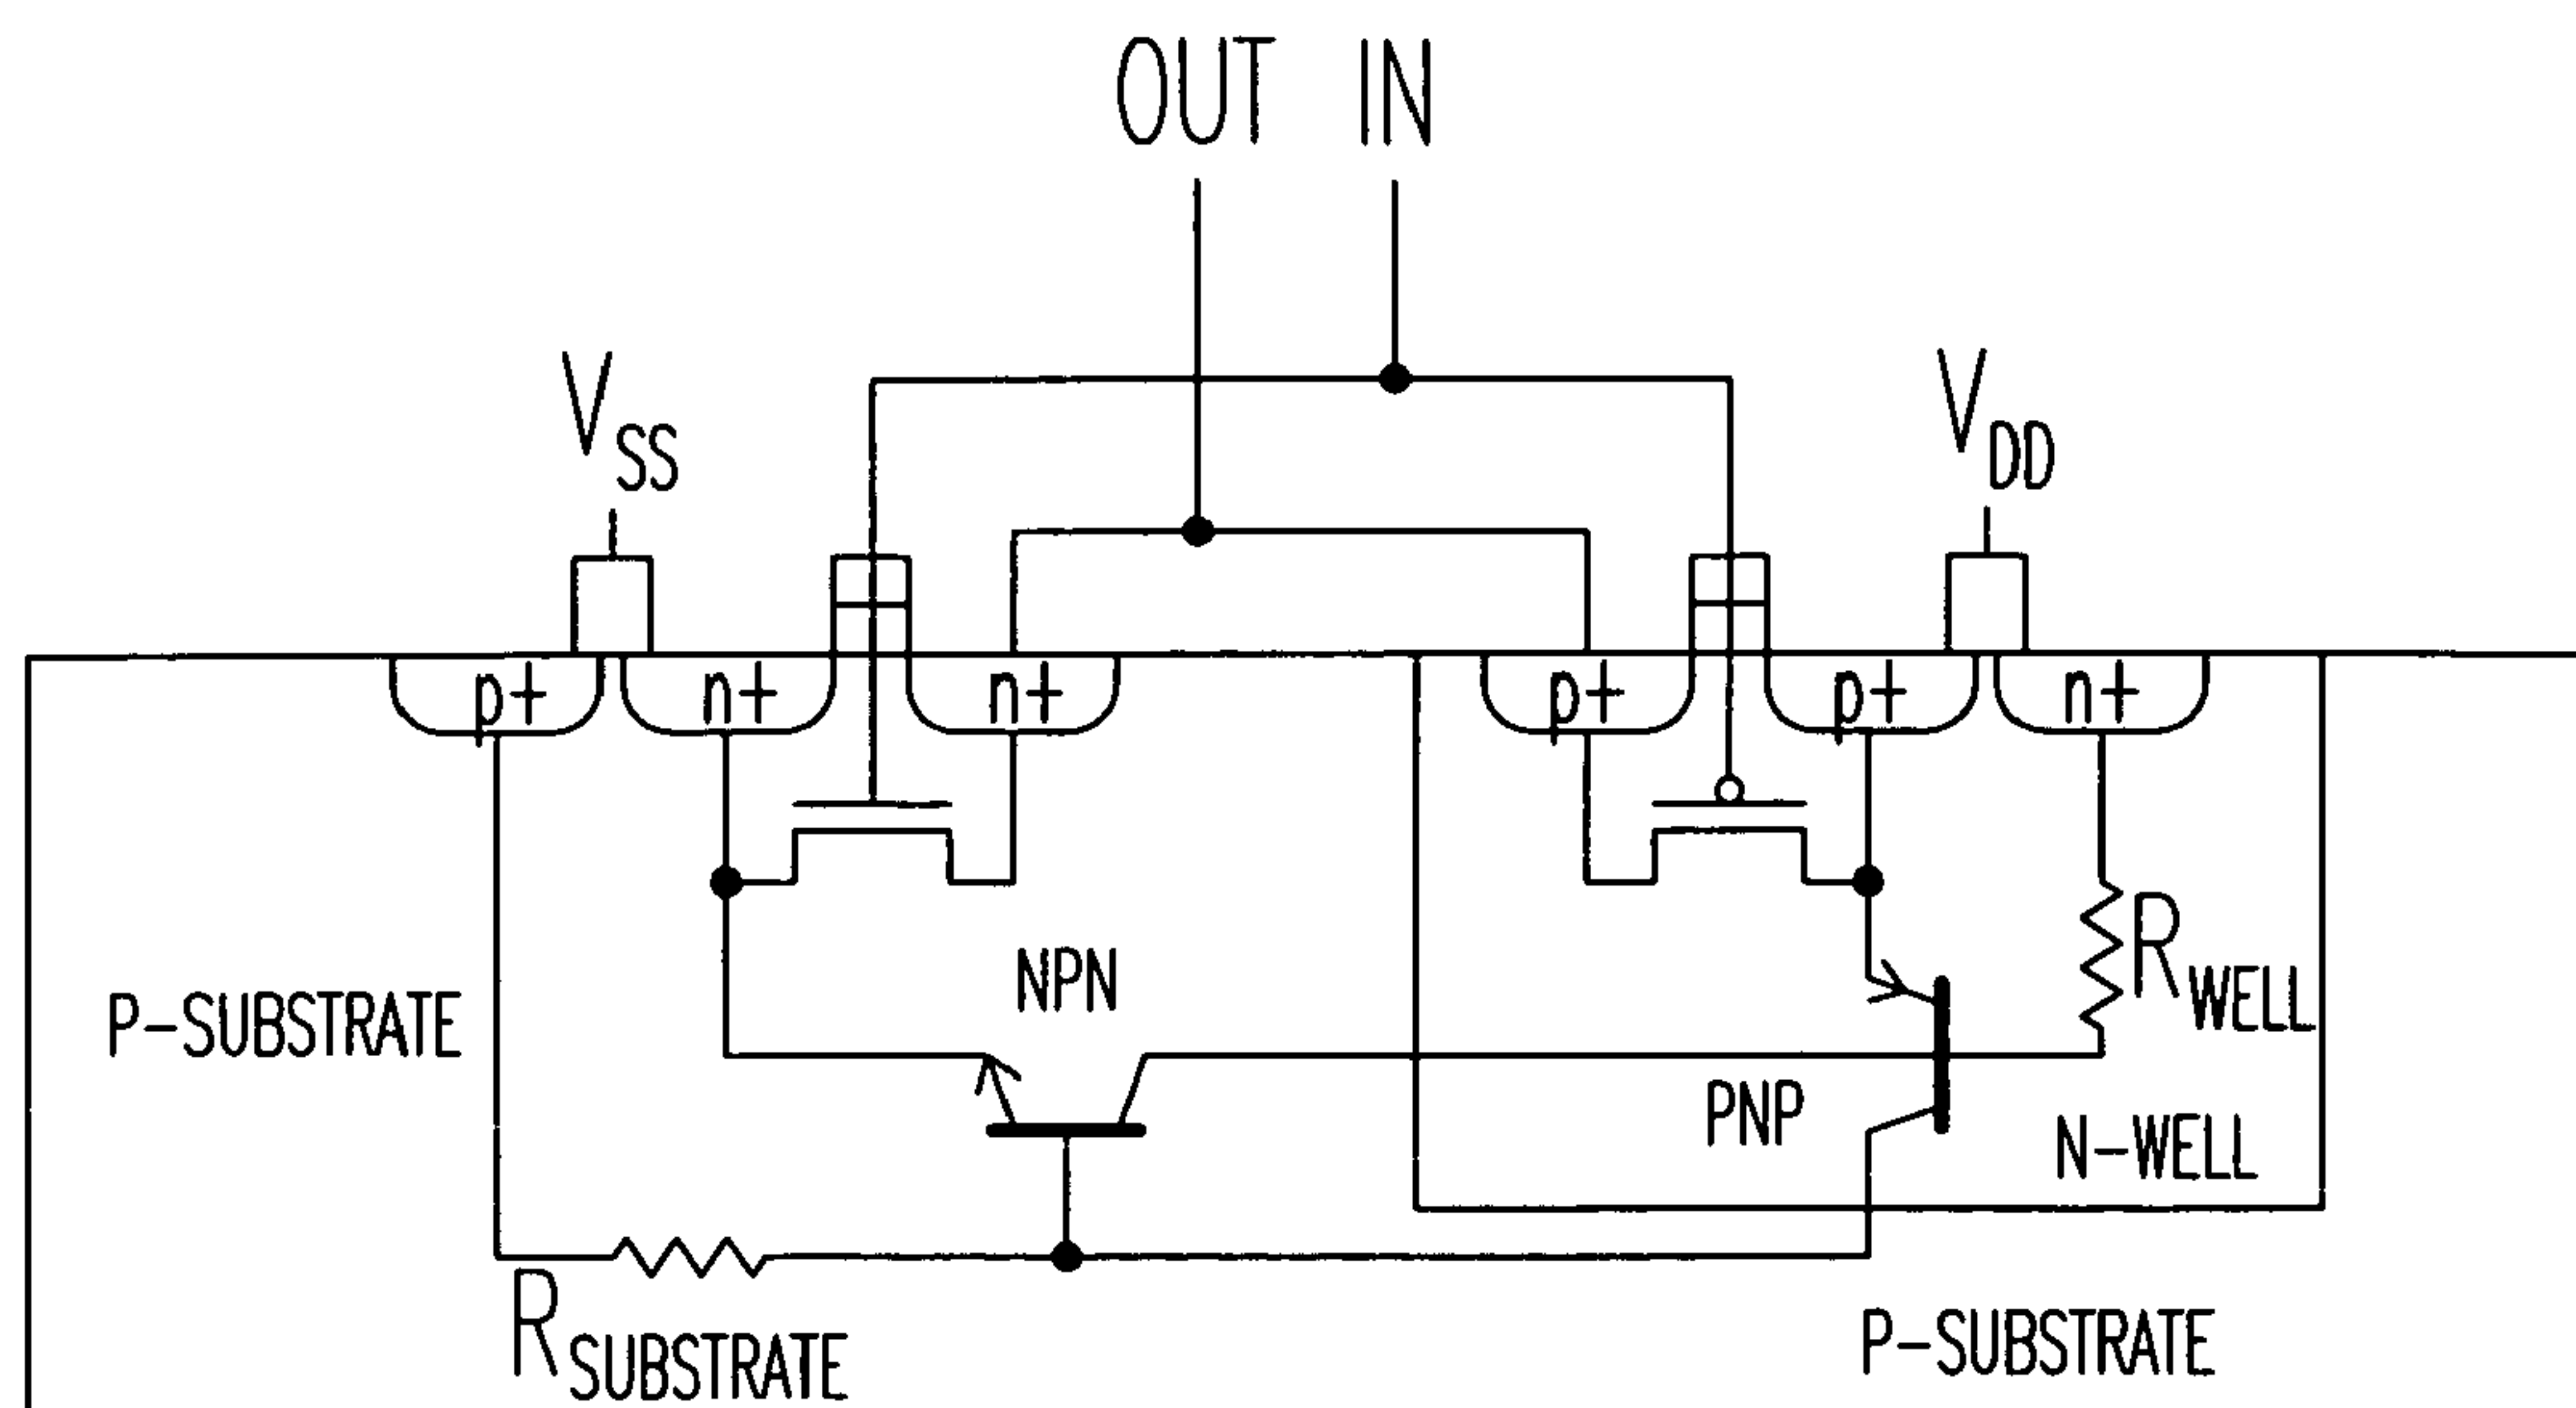 OUT IN
VSS VDD
p+ n+ n+ p+ p+ n+
NPN RWELL
P-SUBSTRATE
PNP N-WELL
RSUBSTRATE P-SUBSTRATE